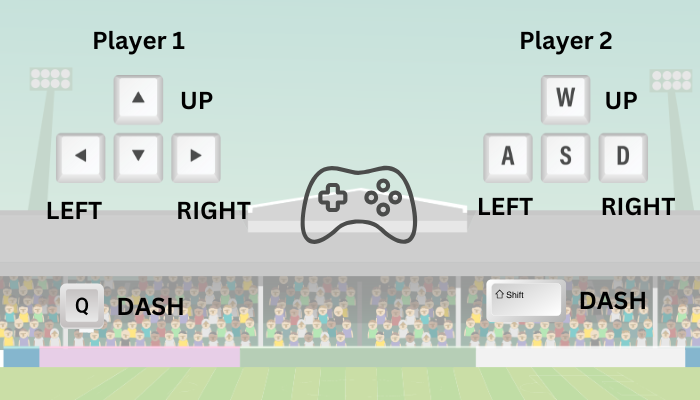 Player 1
UP
LEFT
RIGHT
Q
DASH
Player 2
W
UP
A S D
LEFT
RIGHT
Shift
DASH